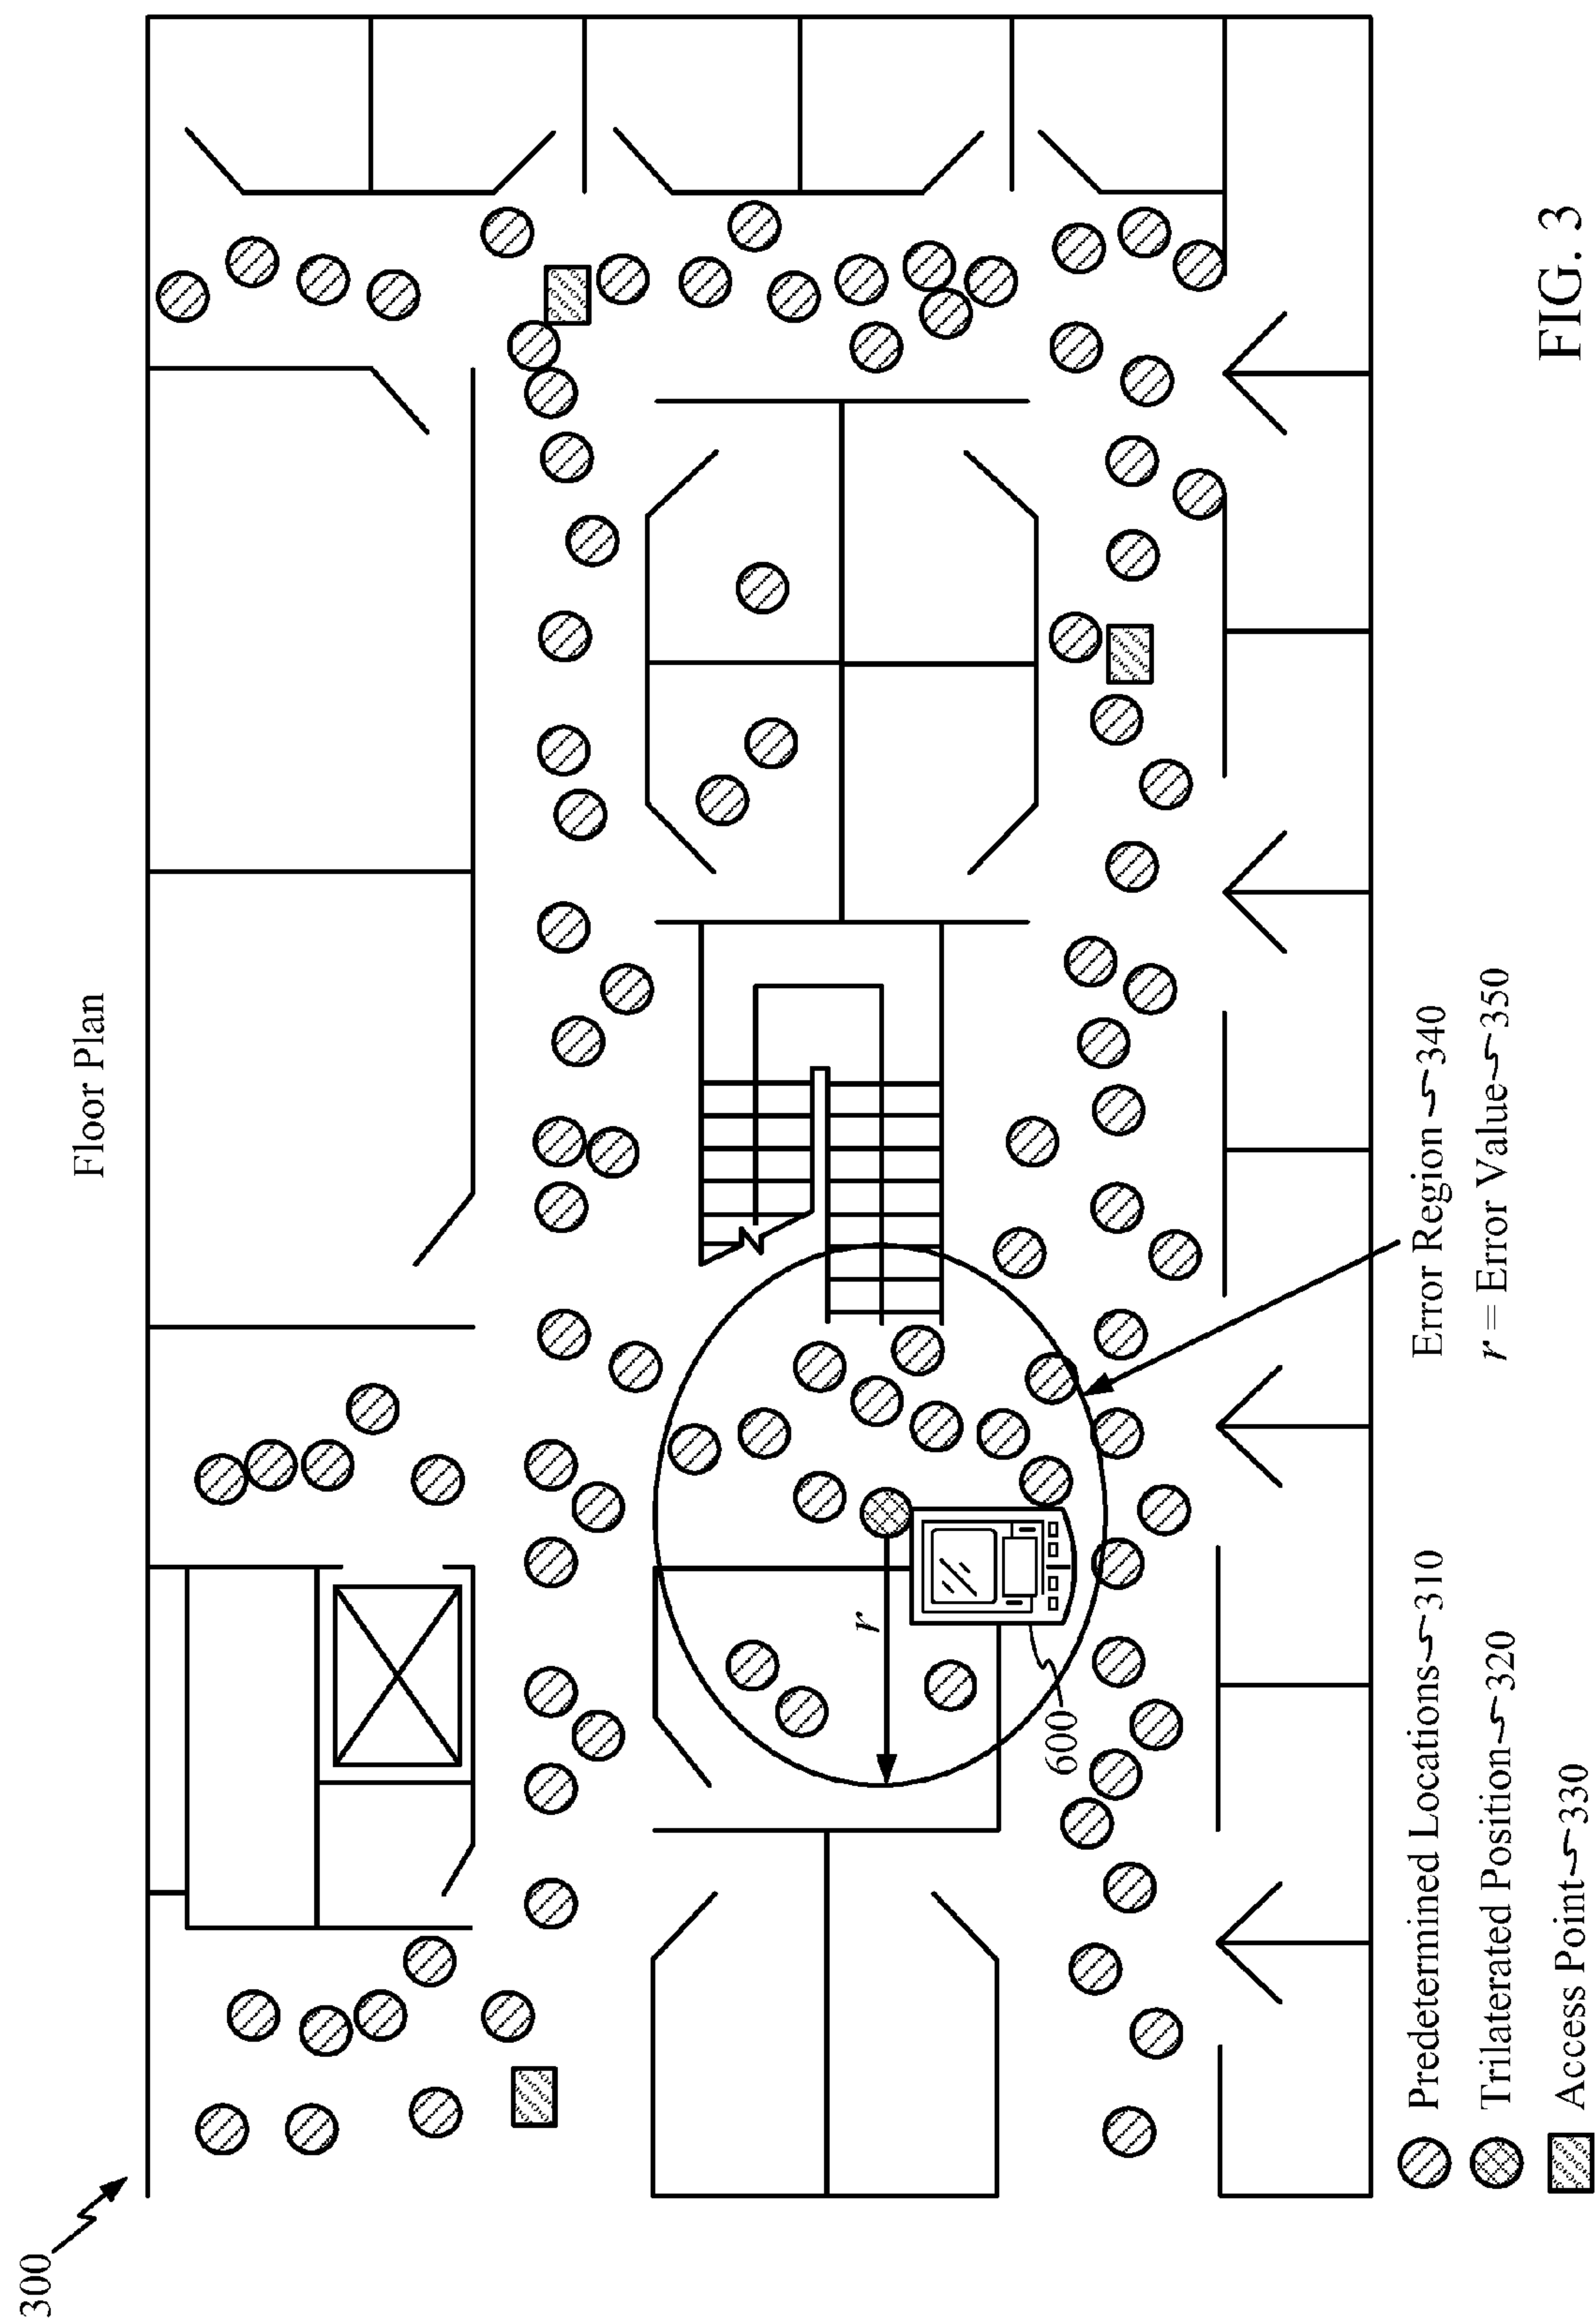 300
Floor Plan
r
600
Predetermined Locations 310
Trilaterated Position 320
Access Point 330
Error Region 340
r = Error Value 350
FIG. 3